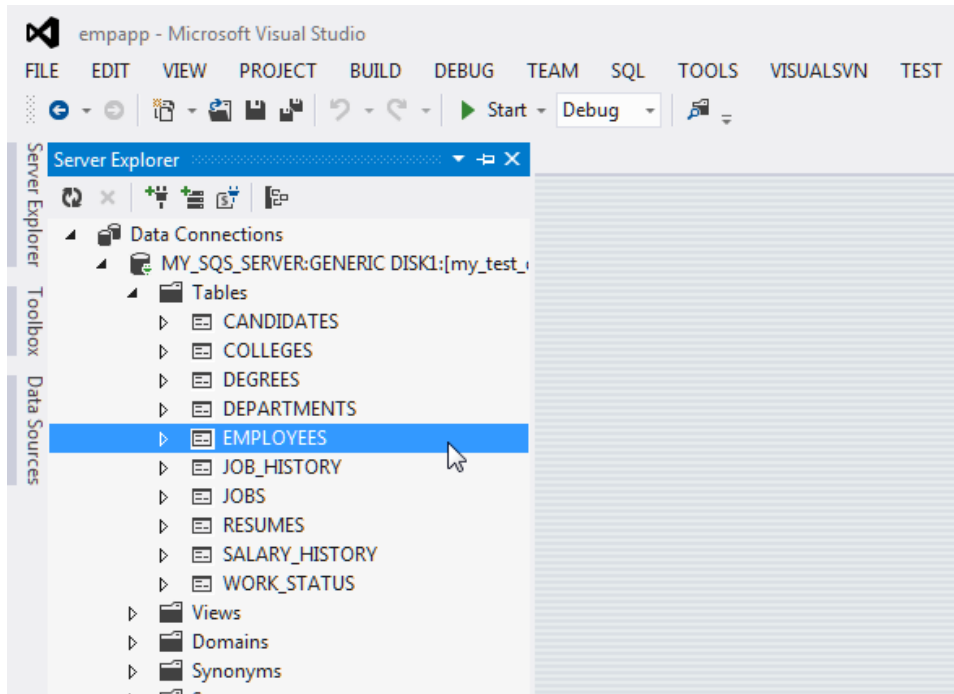 empapp - Microsoft Visual Studio
FILE EDIT VIEW PROJECT BUILD DEBUG TEAM SQL TOOLS VISUALSVN TEST
Start Debug
Server Explorer
Toolbox
Data Sources
Server Explorer
Data Connections
MY_SQS_SERVER:GENERIC DISK1:[my_test_
Tables
CANDIDATES
COLLEGES
DEGREES
DEPARTMENTS
EMPLOYEES
JOB_HISTORY
JOBS
RESUMES
SALARY_HISTORY
WORK_STATUS
Views
Domains
Synonyms